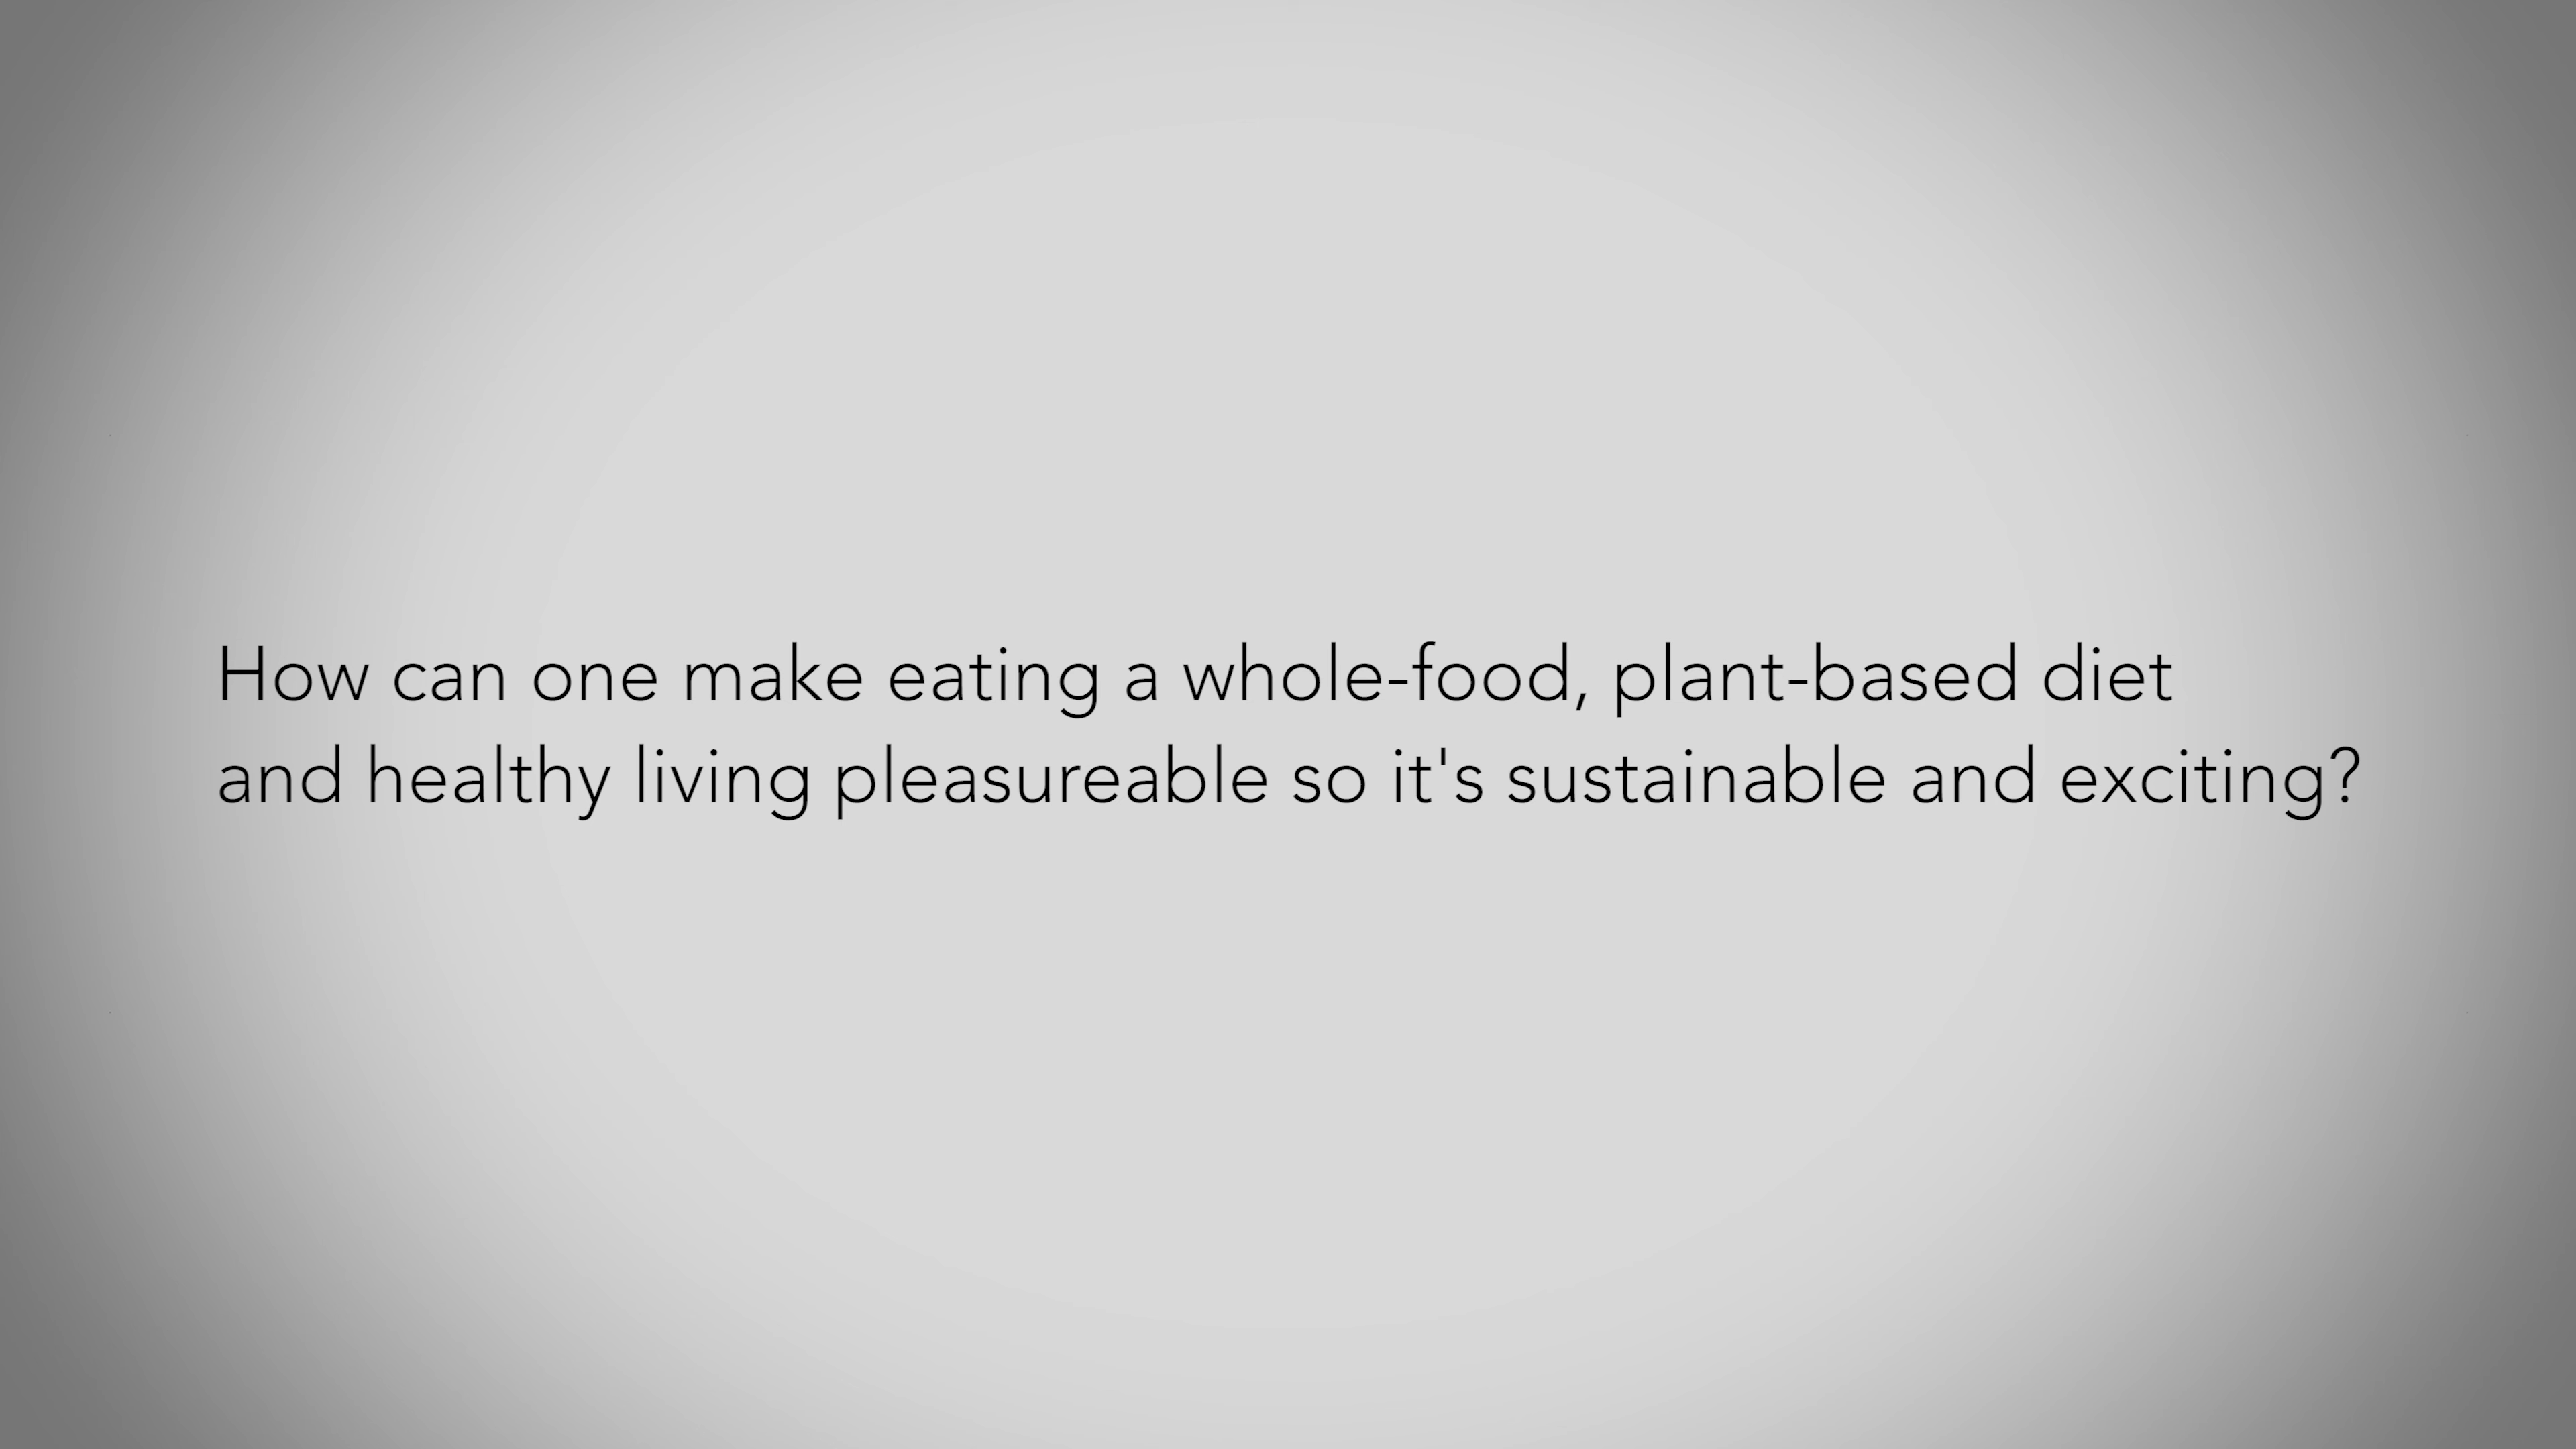 How can one make eating a whole-food, plant-based diet
and healthy living pleasureable so it's sustainable and exciting?